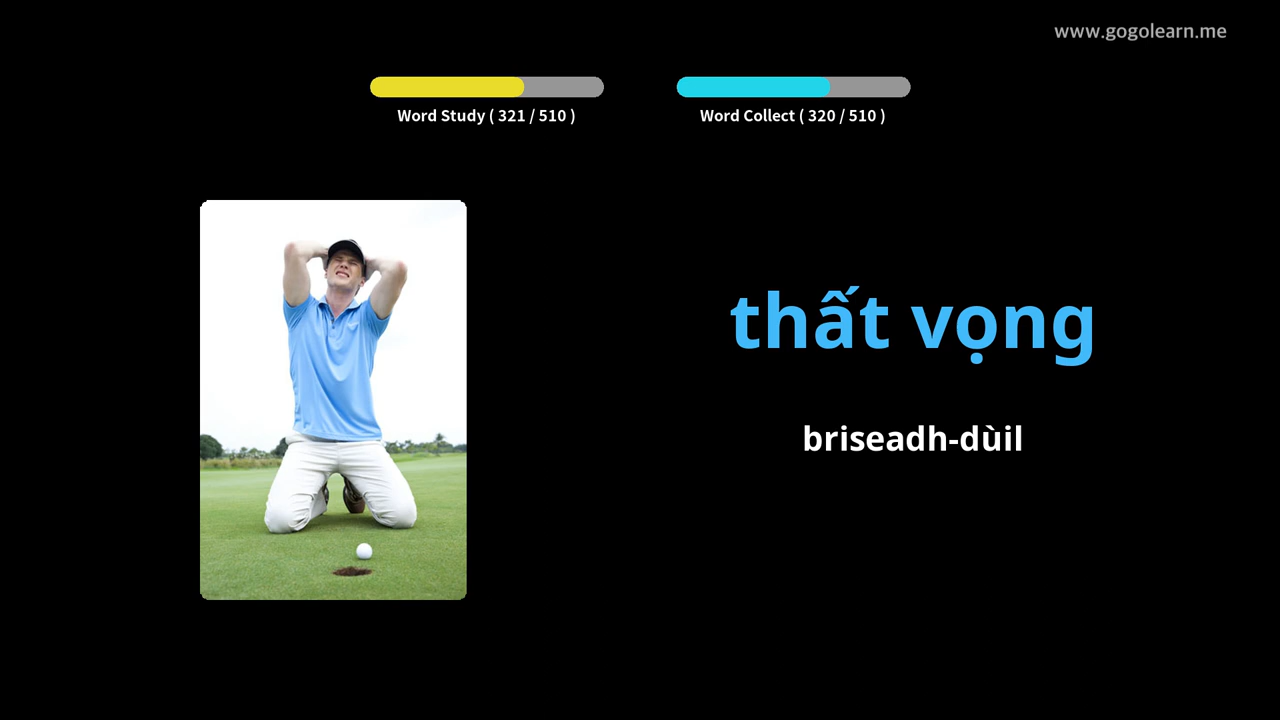 www.gogolearn.me
Word Study ( 321 / 510 )
Word Collect ( 320 / 510 )
thất vọng
briseadh-dùil